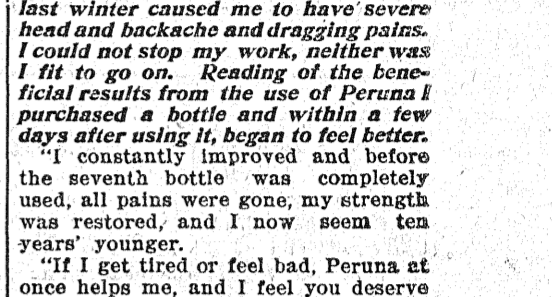 last winter caused me to have severe
head and backache and dragging pains.
I could not stop my work, neither was
I fit to go on. Reading of the bene-
ficial results from the use of Peruna I
purchased a bottle and within a few
days after using it, began to feel better.
"I constantly improved and before
the seventh bottle was completely
used, all pains were gone, my strength
was restored, and I now seem ten
years' younger.
"If I get tired or feel bad, Peruna at
once helps me, and I feel you deserve